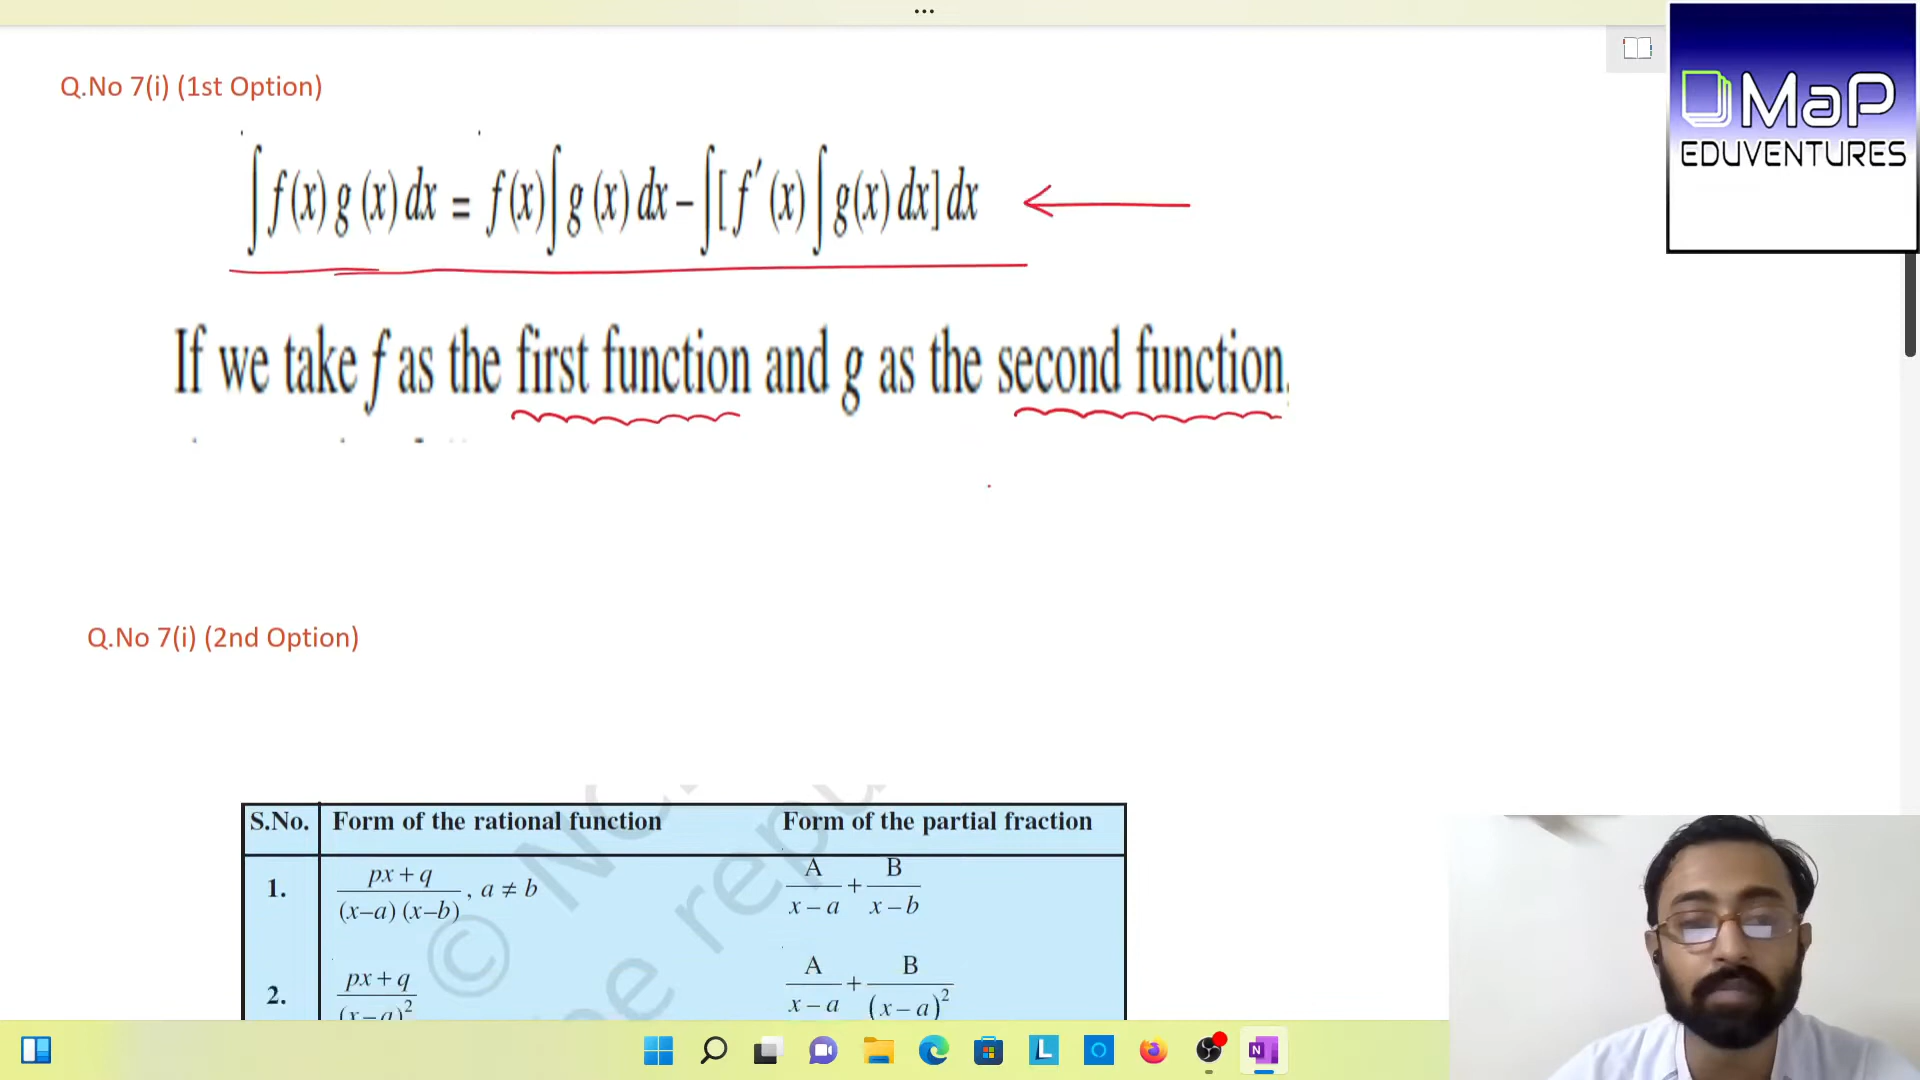 ...
MaP
EDUVENTURES
Q.No 7(i) (1st Option)
∫ f(x) g (x) dx = f(x) ∫ g (x) dx – ∫ [ f′ (x) ∫ g(x) dx ] dx
If we take f as the first function and g as the second function,
Q.No 7(i) (2nd Option)
S.No. Form of the rational function Form of the partial fraction
1. (px + q) / ((x–a) (x–b)), a ≠ b A/(x – a) + B/(x – b)
2. (px + q) / (x – a)² A/(x – a) + B/(x – a)²